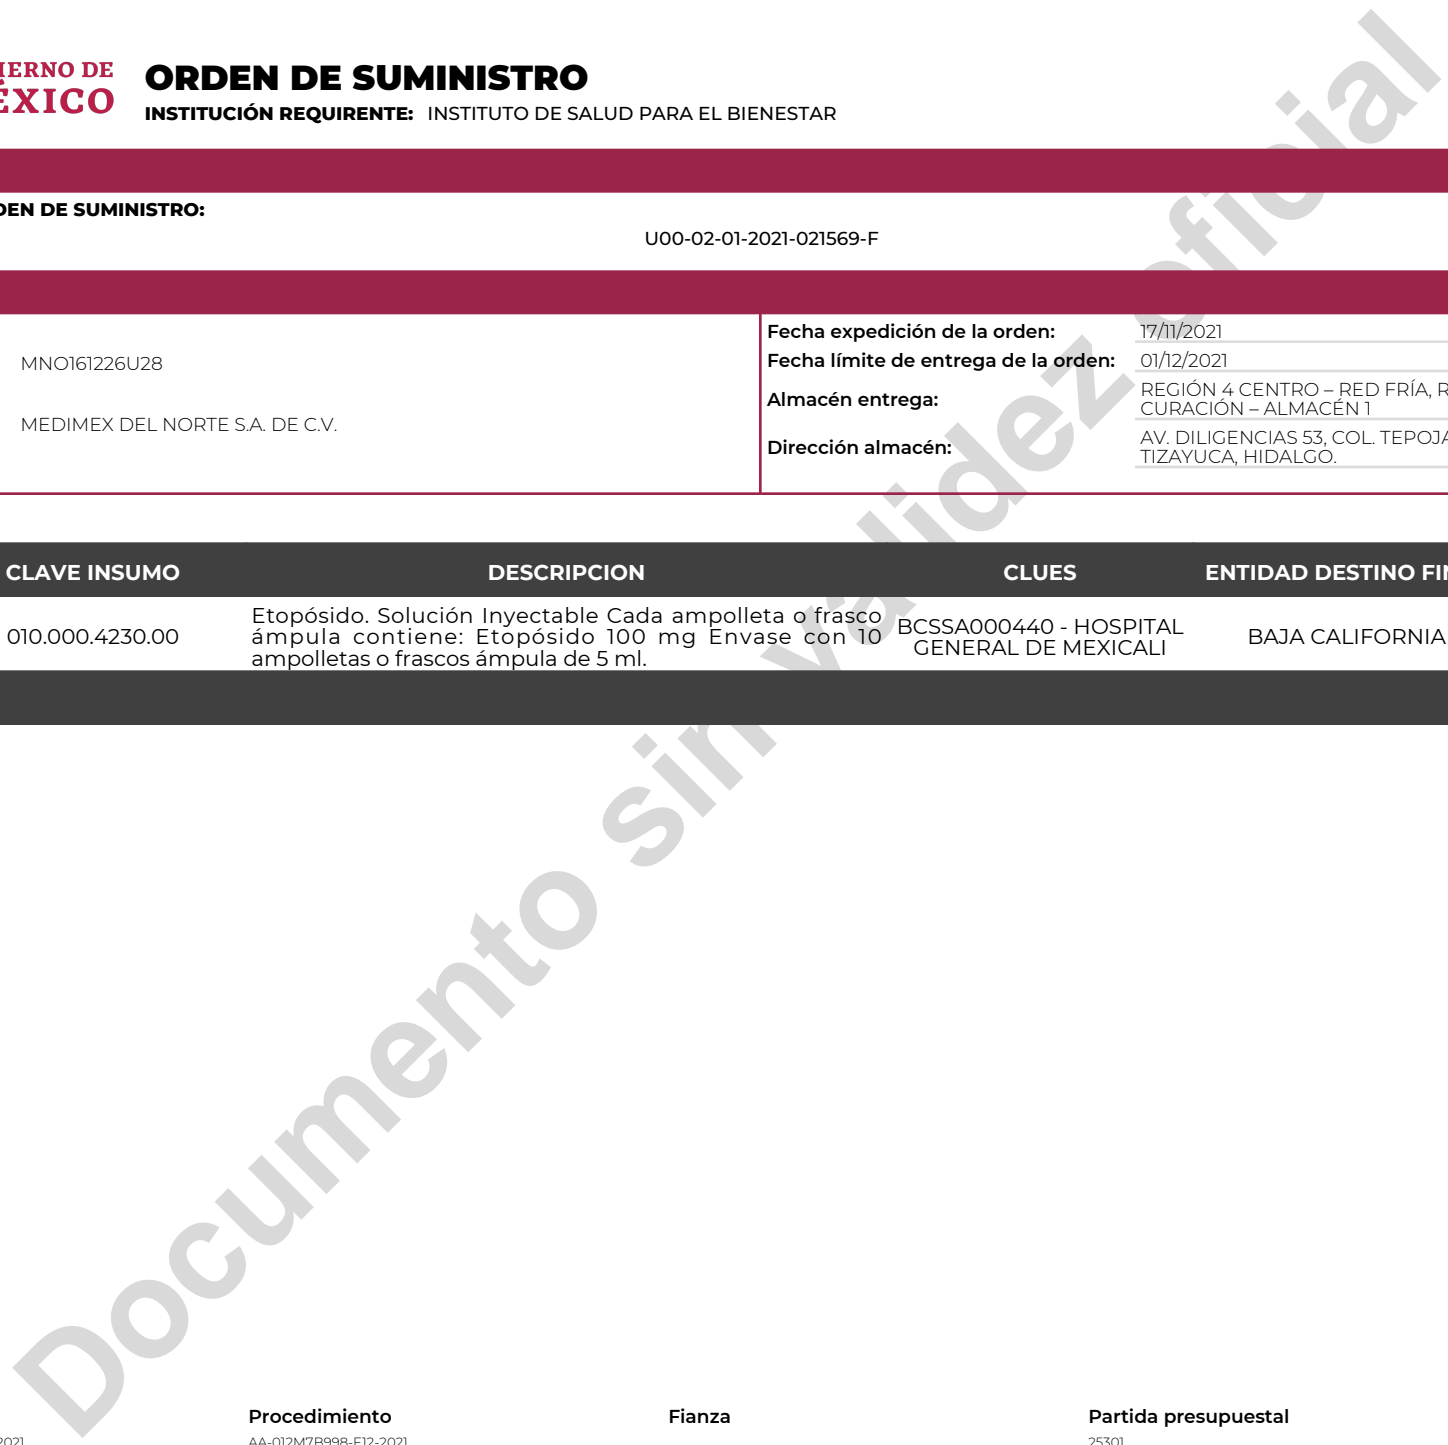 ORDEN DE SUMINISTRO
INSTITUCIÓN REQUIRENTE: INSTITUTO DE SALUD PARA EL BIENESTAR
DE
DE SUMINISTRO:
U00-02-01-2021-021569-F
MNO161226U28
MEDIMEX DEL NORTE S.A. DE C.V.
Fecha expedición de la orden: 17/11/2021
Fecha límite de entrega de la orden: 01/12/2021
Almacén entrega: REGIÓN 4 CENTRO – RED FRÍA,
CURACIÓN – ALMACÉN 1
Dirección almacén: AV. DILIGENCIAS 53, COL.
TIZAYUCA, HIDALGO.
CLAVE INSUMO DESCRIPCION CLUES ENTIDAD DESTINO
010.000.4230.00
Etopósido. Solución Inyectable Cada ampolleta o frasco
ámpula contiene: Etopósido 100 mg Envase con 10
ampolletas o frascos ámpula de 5 ml.
BCSSA000440 - HOSPITAL
GENERAL DE MEXICALI
BAJA CALIFORNIA
Documento sin validez oficial
Procedimiento Fianza Partida presupuestal
AA-012M7B998-E12-2021 25301